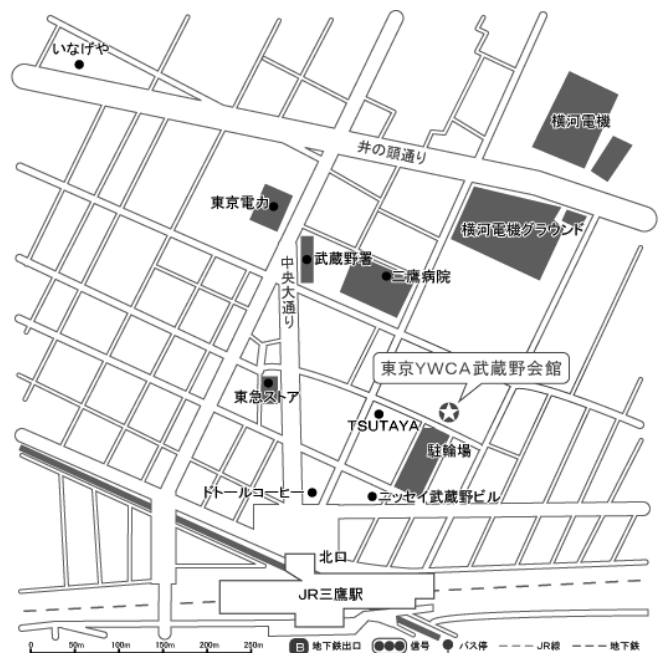 いなげや
横河電機
井の頭通り
東京電力
横河電機グラウンド
武蔵野署
三鷹病院
中央大通り
東京YWCA武蔵野会館
東急ストア
TSUTAYA
駐輪場
ドトールコーヒー
ニッセイ武蔵野ビル
北口
JR三鷹駅
0 50m 100m 150m 200m 250m B 地下鉄出口 信号 バス停 JR線 地下鉄